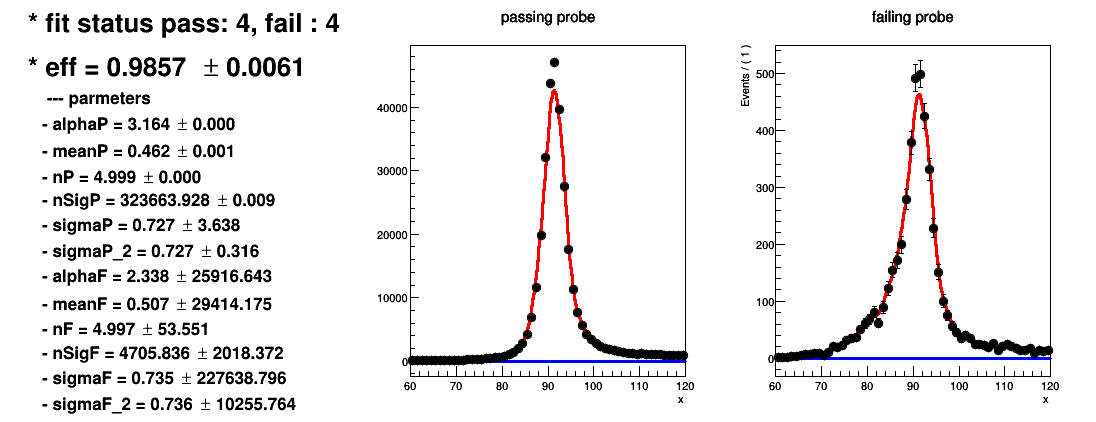 * fit status pass: 4, fail : 4
* eff = 0.9857 ± 0.0061
--- parmeters
- alphaP = 3.164 ± 0.000
- meanP = 0.462 ± 0.001
- nP = 4.999 ± 0.000
- nSigP = 323663.928 ± 0.009
- sigmaP = 0.727 ± 3.638
- sigmaP_2 = 0.727 ± 0.316
- alphaF = 2.338 ± 25916.643
- meanF = 0.507 ± 29414.175
- nF = 4.997 ± 53.551
- nSigF = 4705.836 ± 2018.372
- sigmaF = 0.735 ± 227638.796
- sigmaF_2 = 0.736 ± 10255.764
passing probe
40000
30000
20000
10000
0
60 70 80 90 100 110 120
x
failing probe
Events / ( 1 )
500
400
300
200
100
0
60 70 80 90 100 110 120
x